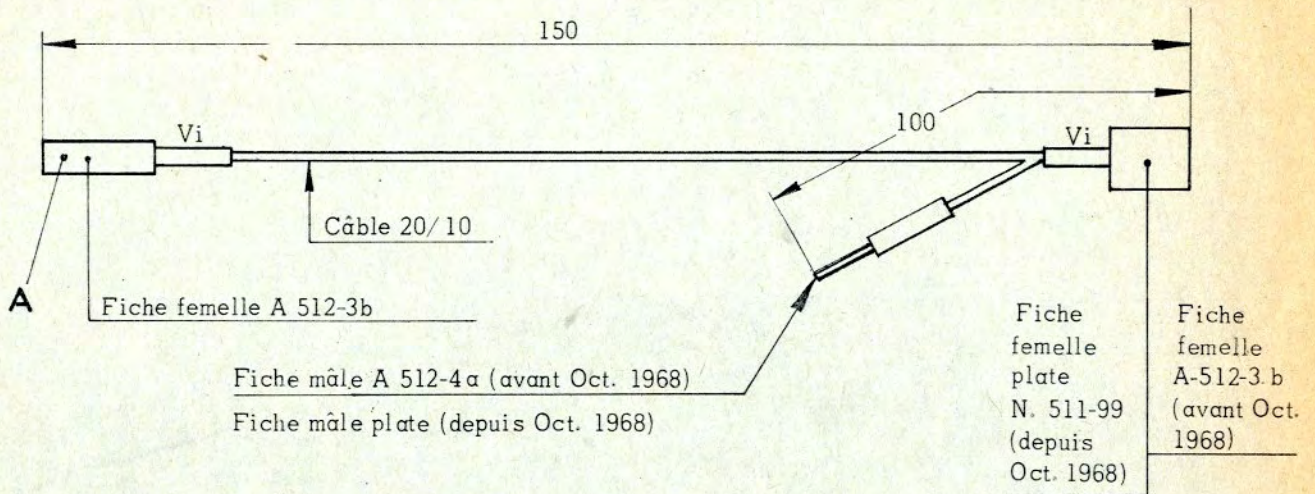 150
100
Vi
Vi
Câble 20/10
A
Fiche femelle A 512-3b
Fiche mâle A 512-4a (avant Oct. 1968)
Fiche mâle plate (depuis Oct. 1968)
Fiche
femelle
plate
N. 511-99
(depuis
Oct. 1968)
Fiche
femelle
A-512-3.b
(avant Oct.
1968)